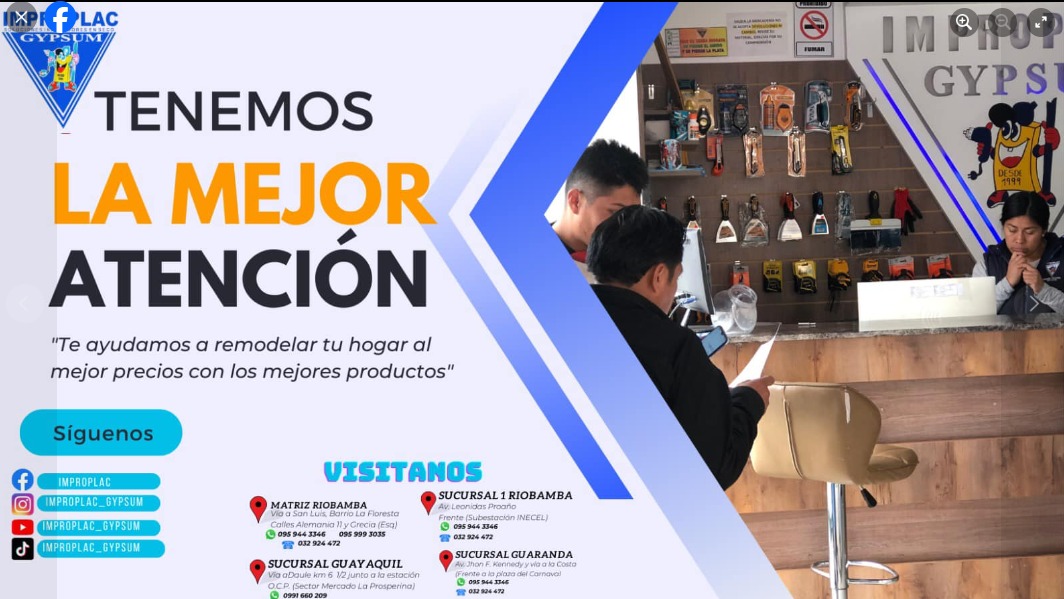 IMPROPLAC
GYPSUM
TENEMOS
LA MEJOR
ATENCIÓN
"Te ayudamos a remodelar tu hogar al
mejor precios con los mejores productos"
Síguenos
IMPROPLAC
IMPROPLAC_GYPSUM
IMPROPLAC_GYPSUM
IMPROPLAC_GYPSUM
VISITANOS
MATRIZ RIOBAMBA
Vía a San Luis, Barrio La Floresta
Calles Alemania 11 y Grecia (Esq)
095 944 3346 095 999 3035
032 924 472
SUCURSAL 1 RIOBAMBA
Av. Leonidas Proaño
Frente (Subestación INECEL)
095 944 3346
032 924 472
SUCURSAL GUAYAQUIL
Vía aDaule km 6 1/2 junto a la estación
O.C.P. (Sector Mercado La Prosperina)
0991 660 209
SUCURSAL GUARANDA
Av. Jhon F. Kennedy y vía a la Costa
(Frente a la plaza del Carnaval
095 944 3346
032 924 472
PROHIBIDO
FUMAR
IMPROP
GYPSU
DESDE
1999